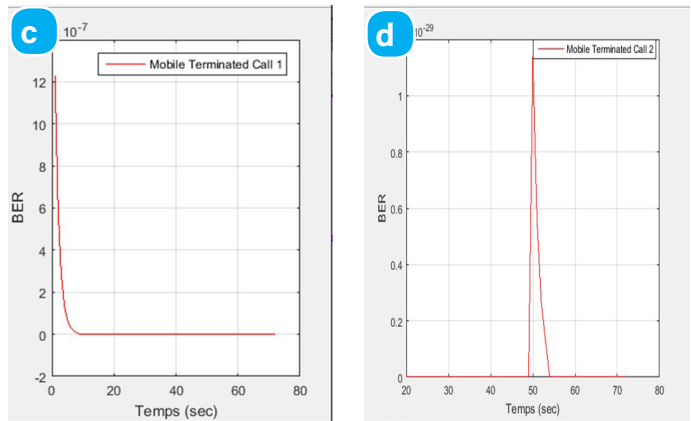 c
10^-7
Mobile Terminated Call 1
12
10
8
6
4
2
0
-2
BER
0 20 40 60 80
Temps (sec)
d
10^-29
Mobile Terminated Call 2
1
0.8
0.6
0.4
0.2
0
BER
20 30 40 50 60 70 80
Temps (sec)